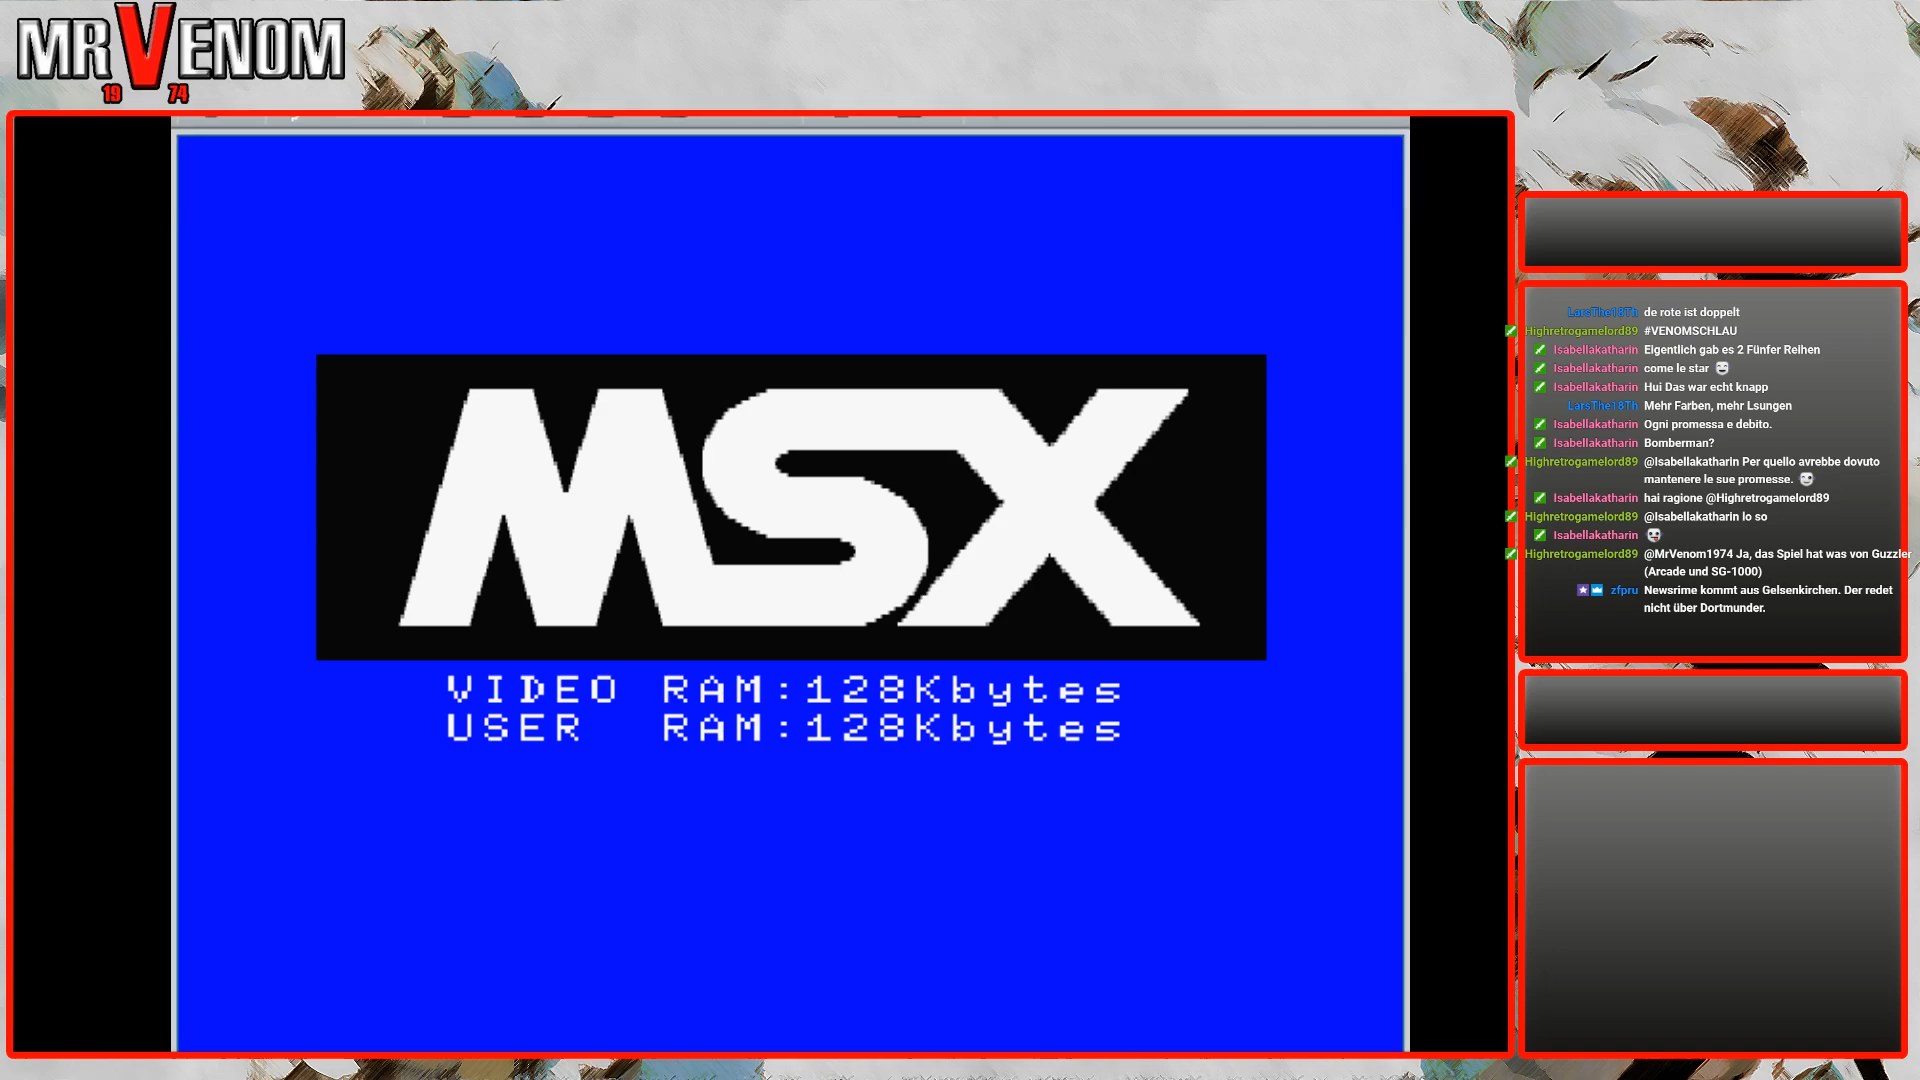 MRVENOM
19 74
MSX
VIDEO RAM:128Kbytes
USER RAM:128Kbytes
LarsThe18Th de rote ist doppelt
Highretrogamelord89 #VENOMSCHLAU
Isabellakatharin Eigentlich gab es 2 Fünfer Reihen
Isabellakatharin come le star
Isabellakatharin Hui Das war echt knapp
LarsThe18Th Mehr Farben, mehr Lsungen
Isabellakatharin Ogni promessa e debito.
Isabellakatharin Bomberman?
Highretrogamelord89 @Isabellakatharin Per quello avrebbe dovuto
mantenere le sue promesse.
Isabellakatharin hai ragione @Highretrogamelord89
Highretrogamelord89 @Isabellakatharin lo so
Isabellakatharin
Highretrogamelord89 @MrVenom1974 Ja, das Spiel hat was von Guzzler
(Arcade und SG-1000)
zfpru Newsrime kommt aus Gelsenkirchen. Der redet
nicht über Dortmunder.